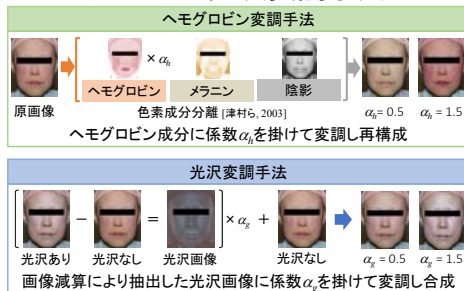 ヘモグロビン変調手法
× αh
ヘモグロビン
メラニン
陰影
原画像
色素成分分離 [津村ら, 2003]
αh = 0.5
αh = 1.5
ヘモグロビン成分に係数αhを掛けて変調し再構成
光沢変調手法
− = × αg +
光沢あり
光沢なし
光沢画像
光沢なし
αg = 0.5
αg = 1.5
画像減算により抽出した光沢画像に係数αgを掛けて変調し合成